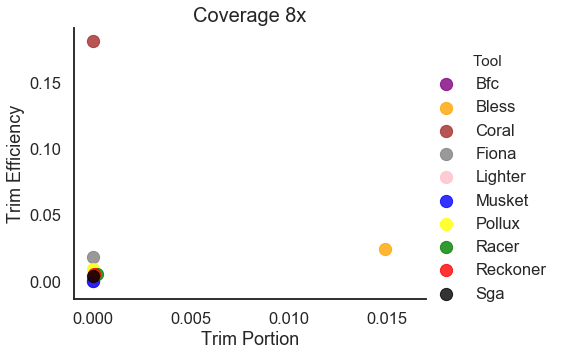 Coverage 8x
Trim Efficiency
0.15
0.10
0.05
0.00
0.000 0.005 0.010 0.015
Trim Portion
Tool
Bfc
Bless
Coral
Fiona
Lighter
Musket
Pollux
Racer
Reckoner
Sga